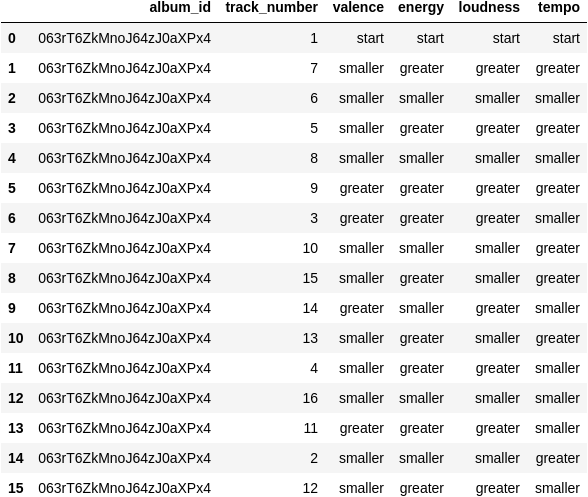 album_id track_number valence energy loudness tempo
0 063rT6ZkMnoJ64zJ0aXPx4 1 start start start start
1 063rT6ZkMnoJ64zJ0aXPx4 7 smaller greater greater greater
2 063rT6ZkMnoJ64zJ0aXPx4 6 smaller smaller smaller smaller
3 063rT6ZkMnoJ64zJ0aXPx4 5 smaller greater greater greater
4 063rT6ZkMnoJ64zJ0aXPx4 8 smaller smaller smaller smaller
5 063rT6ZkMnoJ64zJ0aXPx4 9 greater greater greater greater
6 063rT6ZkMnoJ64zJ0aXPx4 3 greater greater greater smaller
7 063rT6ZkMnoJ64zJ0aXPx4 10 smaller smaller smaller greater
8 063rT6ZkMnoJ64zJ0aXPx4 15 smaller greater smaller greater
9 063rT6ZkMnoJ64zJ0aXPx4 14 greater smaller greater smaller
10 063rT6ZkMnoJ64zJ0aXPx4 13 smaller greater smaller greater
11 063rT6ZkMnoJ64zJ0aXPx4 4 smaller greater greater smaller
12 063rT6ZkMnoJ64zJ0aXPx4 16 smaller smaller smaller smaller
13 063rT6ZkMnoJ64zJ0aXPx4 11 greater greater greater smaller
14 063rT6ZkMnoJ64zJ0aXPx4 2 smaller smaller smaller greater
15 063rT6ZkMnoJ64zJ0aXPx4 12 smaller greater greater smaller